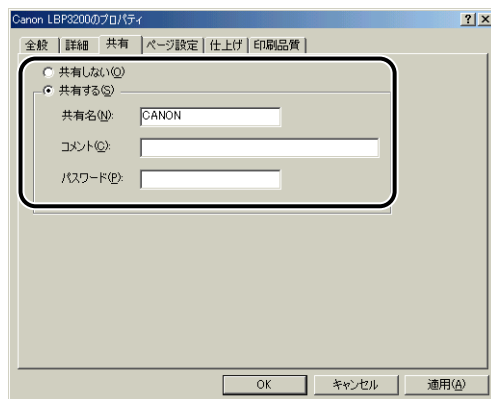 Canon LBP3200のプロパティ
全般 詳細 共有 ページ設定 仕上げ 印刷品質
共有しない(O)
共有する(S)
共有名(N): CANON
コメント(C):
パスワード(P):
OK キャンセル 適用(A)